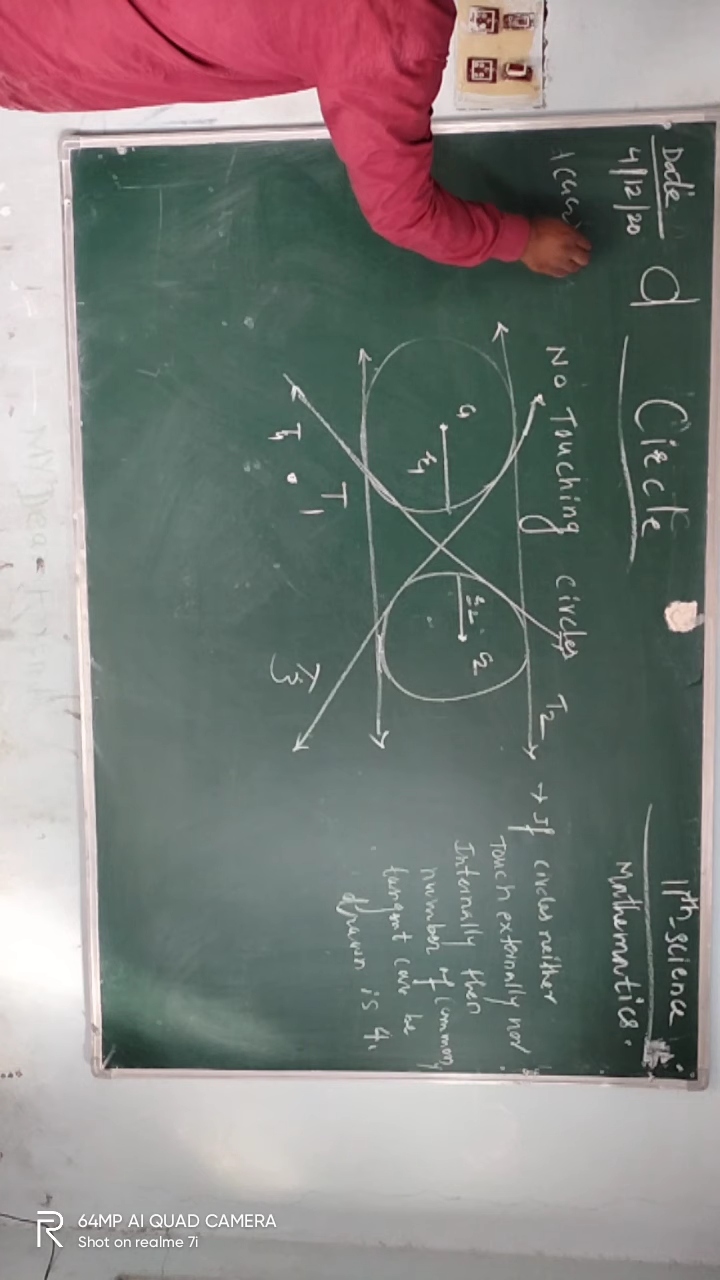 Date
4/12/20
d
Circle
11th-science
Mathematics.
No Touching circles
C1
r1
r2
C2
T1
T2
T3
T4
→ If circles neither
Touch externally nor
Internally then
number of common
tangent can be
drawn is 4.
64MP AI QUAD CAMERA
Shot on realme 7i